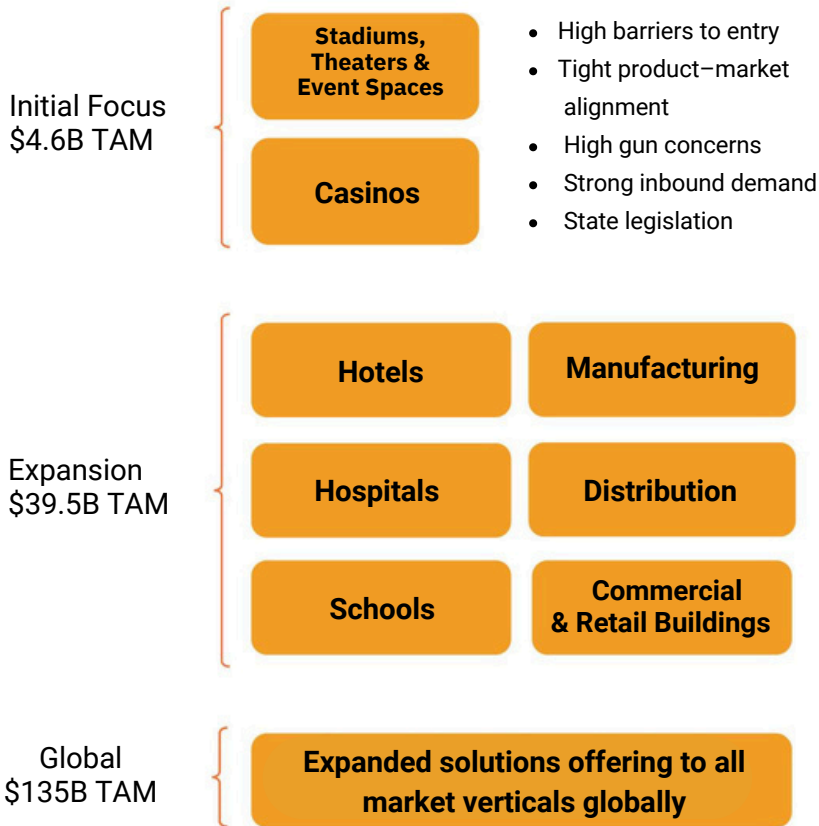 Initial Focus
$4.6B TAM
Stadiums,
Theaters &
Event Spaces
Casinos
• High barriers to entry
• Tight product–market
alignment
• High gun concerns
• Strong inbound demand
• State legislation
Expansion
$39.5B TAM
Hotels
Manufacturing
Hospitals
Distribution
Schools
Commercial
& Retail Buildings
Global
$135B TAM
Expanded solutions offering to all
market verticals globally